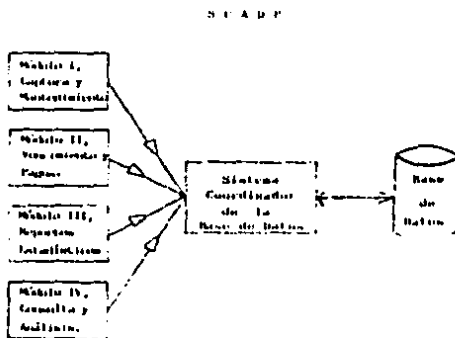 S C A D P
Módulo I,
Captura y
Mantenimiento
Módulo II,
Vencimientos y
Pagos.
Módulo III,
Reportes
Estadísticos
Módulo IV,
Consulta y
Análisis.
Sistema
Coordinador
de la
Base de Datos
Base
de
Datos